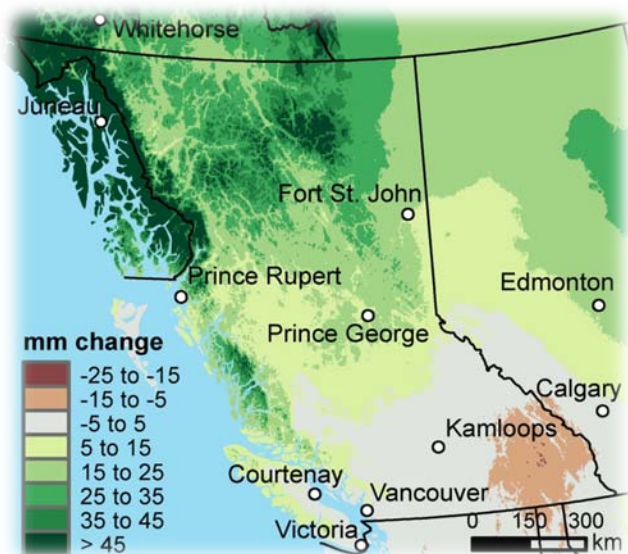 Whitehorse
Juneau
Fort St. John
Prince Rupert
Edmonton
Prince George
mm change
-25 to -15
-15 to -5
-5 to 5
5 to 15
15 to 25
25 to 35
35 to 45
> 45
Calgary
Kamloops
Courtenay
Vancouver
Victoria
0 150 300
km